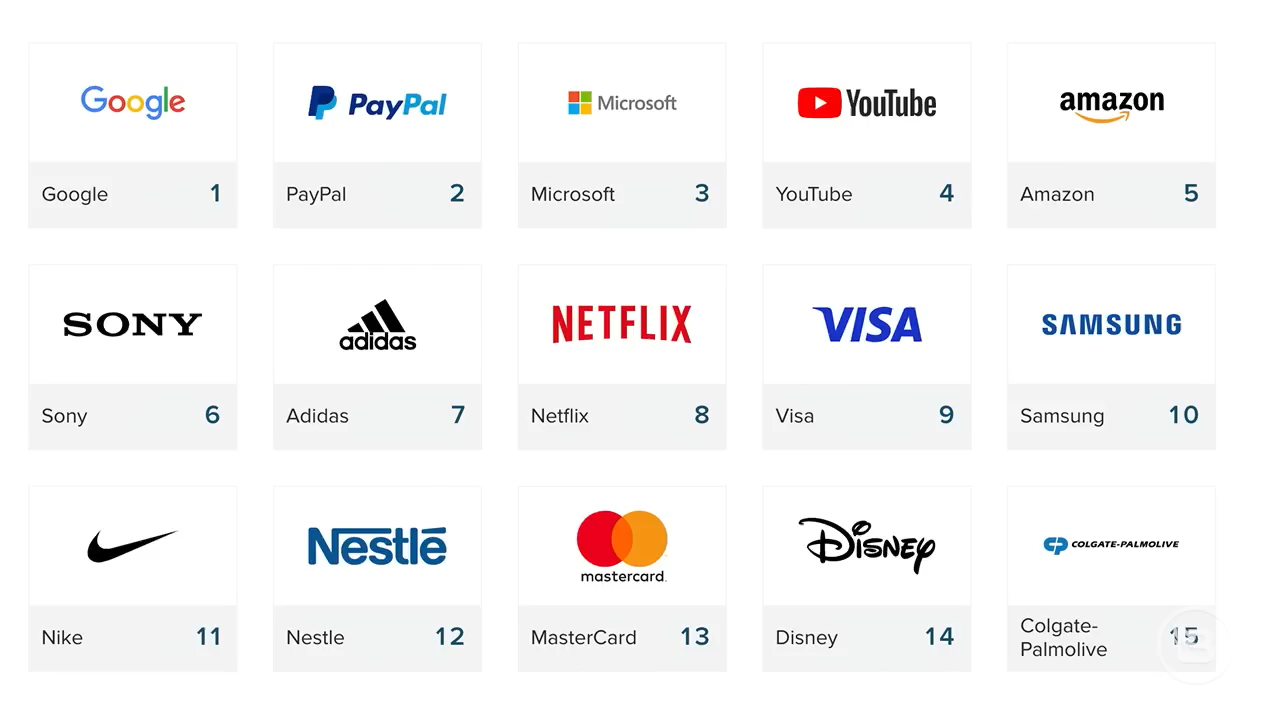 Google
PayPal
Microsoft
YouTube
amazon
Google 1
PayPal 2
Microsoft 3
YouTube 4
Amazon 5
SONY
adidas
NETFLIX
VISA
SAMSUNG
Sony 6
Adidas 7
Netflix 8
Visa 9
Samsung 10
Nestlé
mastercard.
Disney
COLGATE-PALMOLIVE
Nike 11
Nestle 12
MasterCard 13
Disney 14
Colgate-
Palmolive 15